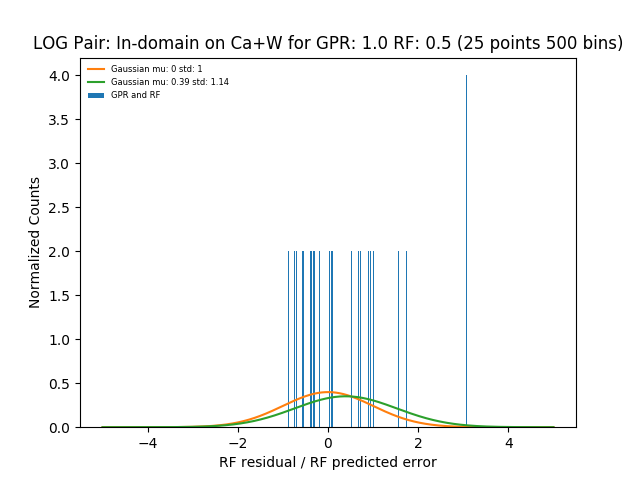 LOG Pair: In-domain on Ca+W for GPR: 1.0 RF: 0.5 (25 points 500 bins)
Gaussian mu: 0 std: 1
Gaussian mu: 0.39 std: 1.14
GPR and RF
Normalized Counts
4.0
3.5
3.0
2.5
2.0
1.5
1.0
0.5
0.0
−4 −2 0 2 4
RF residual / RF predicted error